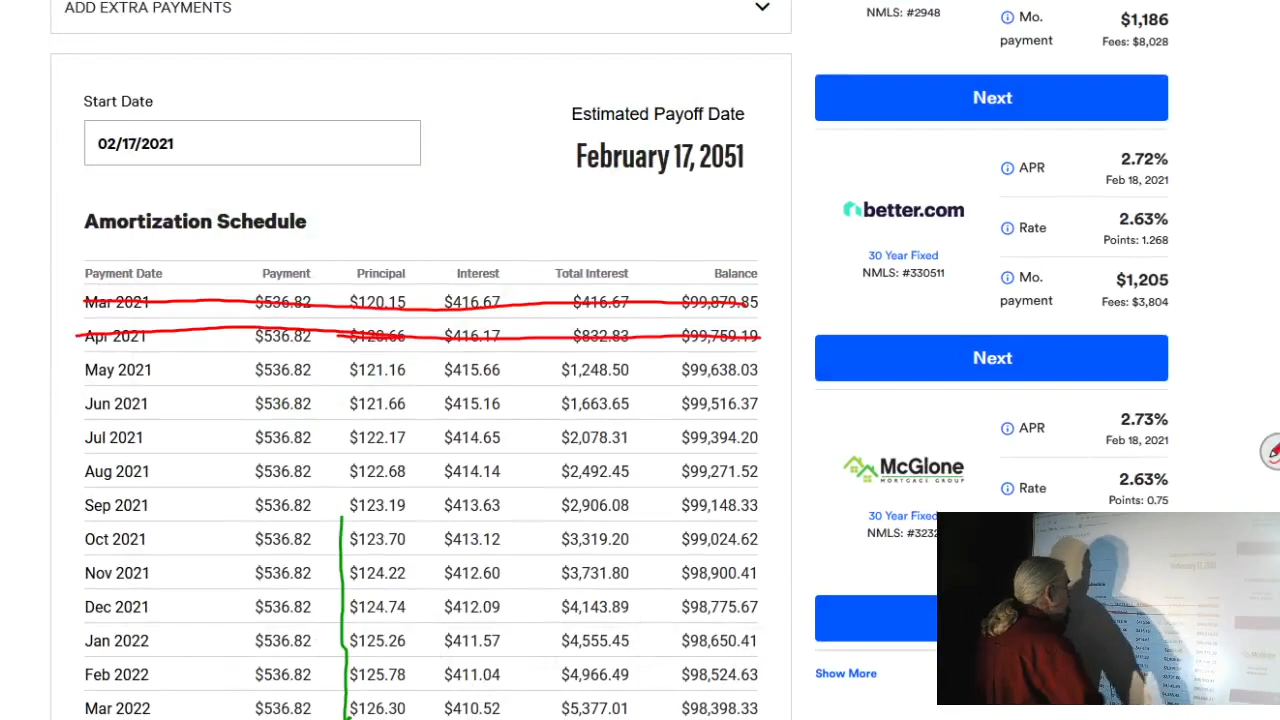 ADD EXTRA PAYMENTS
Start Date
02/17/2021
Estimated Payoff Date
February 17, 2051
Amortization Schedule
Payment Date Payment Principal Interest Total Interest Balance
Mar 2021 $536.82 $120.15 $416.67 $416.67 $99,879.85
Apr 2021 $536.82 $120.66 $416.17 $832.83 $99,759.19
May 2021 $536.82 $121.16 $415.66 $1,248.50 $99,638.03
Jun 2021 $536.82 $121.66 $415.16 $1,663.65 $99,516.37
Jul 2021 $536.82 $122.17 $414.65 $2,078.31 $99,394.20
Aug 2021 $536.82 $122.68 $414.14 $2,492.45 $99,271.52
Sep 2021 $536.82 $123.19 $413.63 $2,906.08 $99,148.33
Oct 2021 $536.82 $123.70 $413.12 $3,319.20 $99,024.62
Nov 2021 $536.82 $124.22 $412.60 $3,731.80 $98,900.41
Dec 2021 $536.82 $124.74 $412.09 $4,143.89 $98,775.67
Jan 2022 $536.82 $125.26 $411.57 $4,555.45 $98,650.41
Feb 2022 $536.82 $125.78 $411.04 $4,966.49 $98,524.63
Mar 2022 $536.82 $126.30 $410.52 $5,377.01 $98,398.33
NMLS: #2948
Mo. payment $1,186
Fees: $8,028
Next
better.com
30 Year Fixed
NMLS: #330511
APR 2.72%
Feb 18, 2021
Rate 2.63%
Points: 1.268
Mo. payment $1,205
Fees: $3,804
Next
McGlone
MORTGAGE GROUP
30 Year Fixed
NMLS: #3232
APR 2.73%
Feb 18, 2021
Rate 2.63%
Points: 0.75
Show More